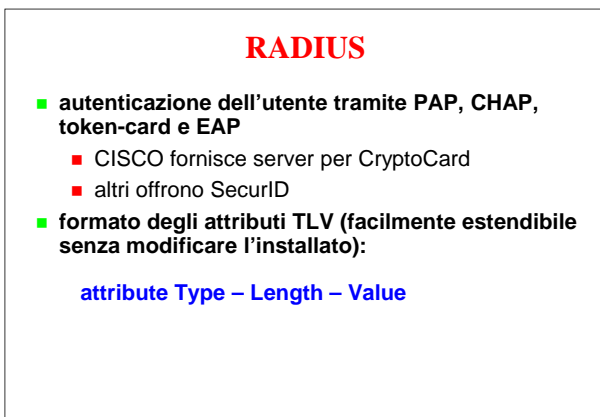 RADIUS
autenticazione dell'utente tramite PAP, CHAP,
token-card e EAP
CISCO fornisce server per CryptoCard
altri offrono SecurID
formato degli attributi TLV (facilmente estendibile
senza modificare l'installato):
attribute Type – Length – Value